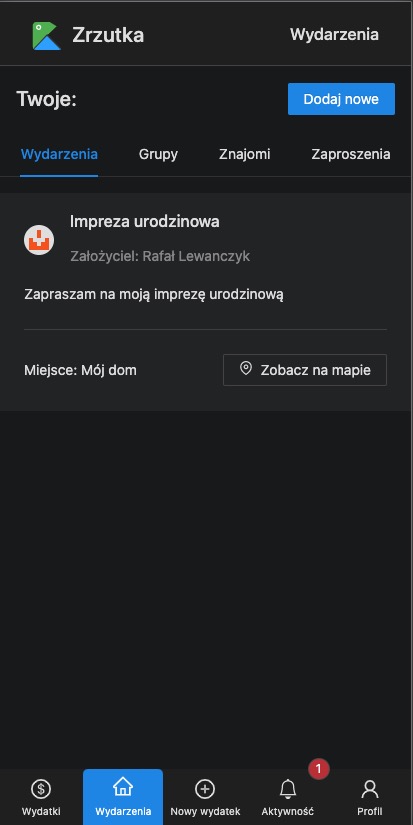 Zrzutka
Wydarzenia
Twoje:
Dodaj nowe
Wydarzenia
Grupy
Znajomi
Zaproszenia
Impreza urodzinowa
Założyciel: Rafał Lewanczyk
Zapraszam na moją imprezę urodzinową
Miejsce: Mój dom
Zobacz na mapie
1
Wydatki
Wydarzenia
Nowy wydatek
Aktywność
Profil